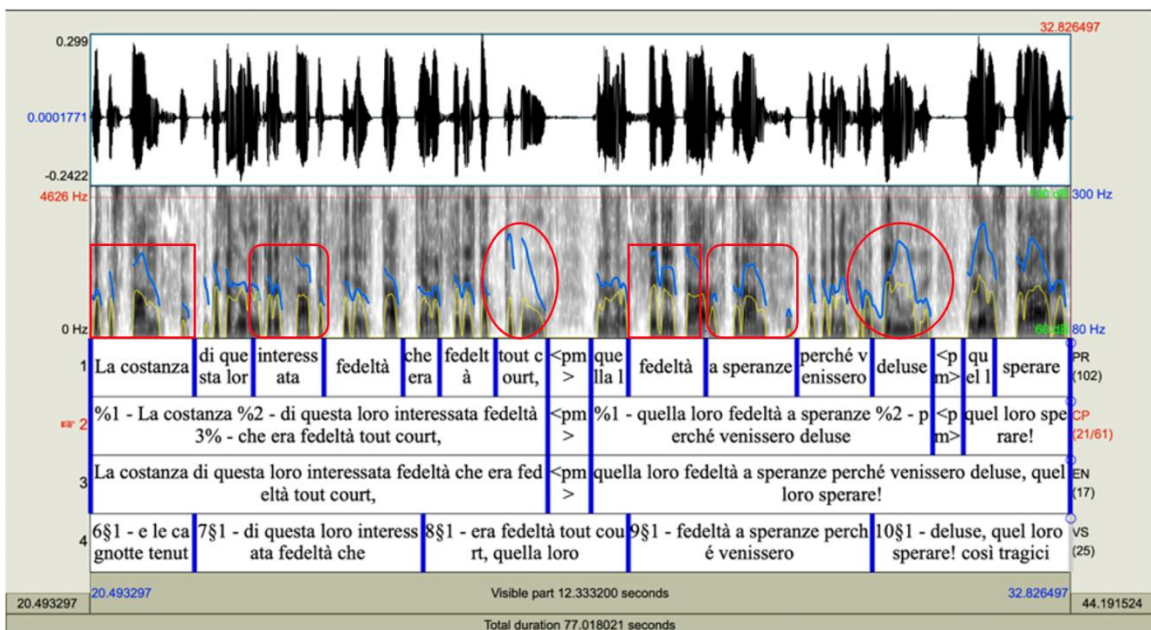 32.826497
0.299
0.0001771
-0.2422
4626 Hz
300 Hz
0 Hz
60 dB
80 Hz
1
La costanza
di que
sta lor
interess
ata
fedeltà
che
era
fedelt
à
tout c
ourt,
<pm
>
que
lla l
fedeltà
a speranze
perché v
enissero
deluse
<p
m>
qu
el l
sperare
PR
(102)
2
%1 - La costanza %2 - di questa loro interessata fedeltà
3% - che era fedeltà tout court,
<pm
>
%1 - quella loro fedeltà a speranze %2 - p
erché venissero deluse
<p
m>
quel loro spe
rare!
CP
(21/61)
3
La costanza di questa loro interessata fedeltà che era fed
eltà tout court,
<pm
>
quella loro fedeltà a speranze perché venissero deluse, quel
loro sperare!
EN
(17)
4
6§1 - e le ca
gnotte tenut
7§1 - di questa loro interess
ata fedeltà che
8§1 - era fedeltà tout cou
rt, quella loro
9§1 - fedeltà a speranze perch
é venissero
10§1 - deluse, quel loro
sperare! così tragici
VS
(25)
20.493297
20.493297
Visible part 12.333200 seconds
32.826497
44.191524
Total duration 77.018021 seconds